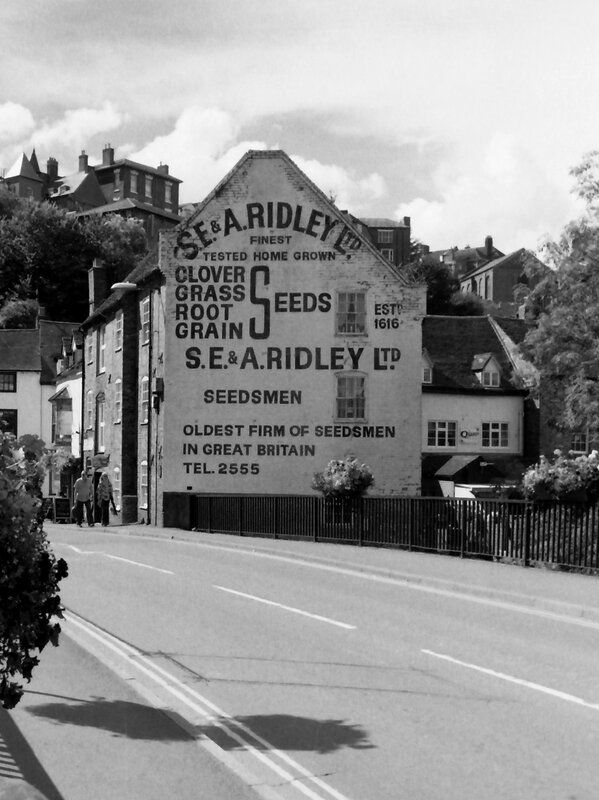 S.E. & A. RIDLEY LTD.
FINEST
TESTED HOME GROWN
CLOVER
GRASS
ROOT
GRAIN
SEEDS
ESTD
1616
S.E. & A. RIDLEY LTD
SEEDSMEN
OLDEST FIRM OF SEEDSMEN
IN GREAT BRITAIN
TEL. 2555